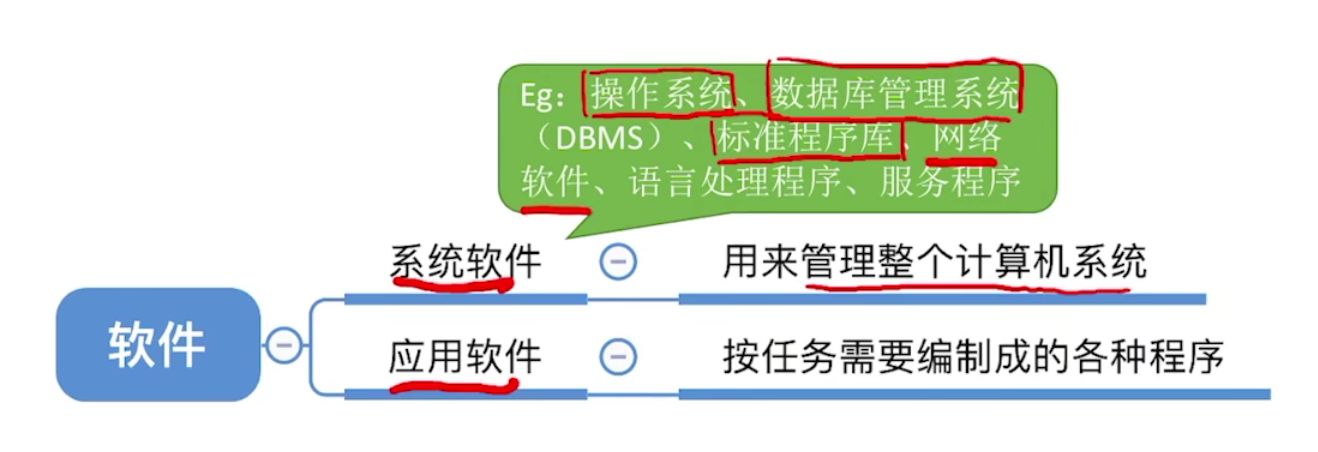 Eg：操作系统、数据库管理系统
（DBMS）、标准程序库、网络
软件、语言处理程序、服务程序
系统软件
用来管理整个计算机系统
软件
应用软件
按任务需要编制成的各种程序